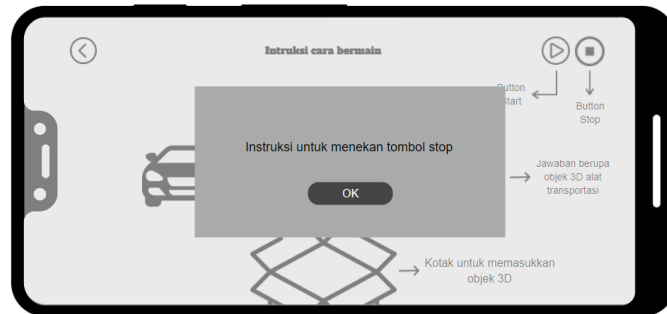 Intruksi cara bermain
Button
Start
Button
Stop
Instruksi untuk menekan tombol stop
OK
Jawaban berupa
objek 3D alat
transportasi
Kotak untuk memasukkan
objek 3D